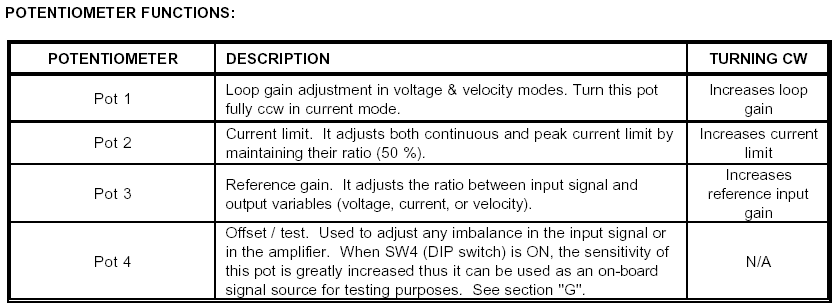 POTENTIOMETER FUNCTIONS:
POTENTIOMETER DESCRIPTION TURNING CW
Pot 1
Loop gain adjustment in voltage & velocity modes. Turn this pot
fully ccw in current mode.
Increases loop
gain
Pot 2
Current limit. It adjusts both continuous and peak current limit by
maintaining their ratio (50 %).
Increases current
limit
Pot 3
Reference gain. It adjusts the ratio between input signal and
output variables (voltage, current, or velocity).
Increases
reference input
gain
Pot 4
Offset / test. Used to adjust any imbalance in the input signal or
in the amplifier. When SW4 (DIP switch) is ON, the sensitivity of
this pot is greatly increased thus it can be used as an on-board
signal source for testing purposes. See section "G".
N/A